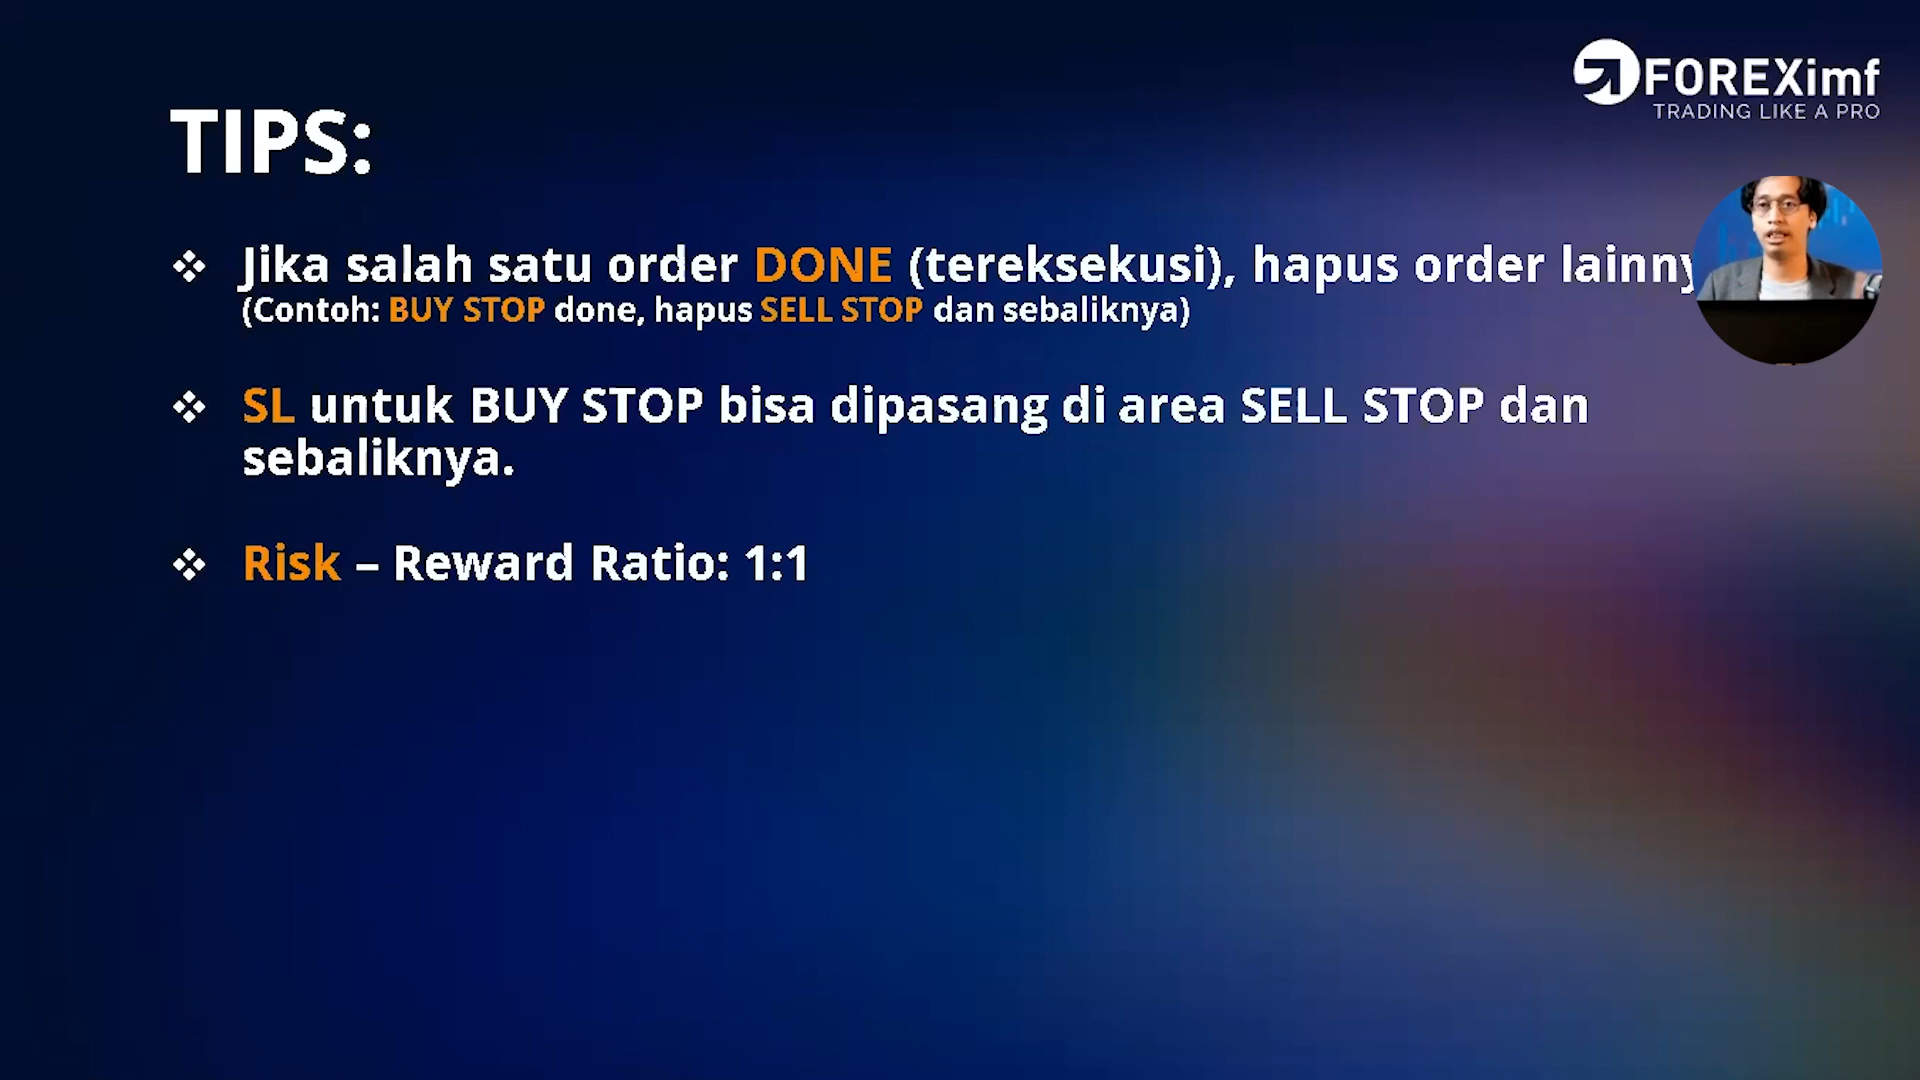 FOREXimf
TRADING LIKE A PRO
TIPS:
Jika salah satu order DONE (tereksekusi), hapus order
(Contoh: BUY STOP done, hapus SELL STOP dan sebaliknya)
SL untuk BUY STOP bisa dipasang di area SELL STOP dan
sebaliknya.
Risk – Reward Ratio: 1:1